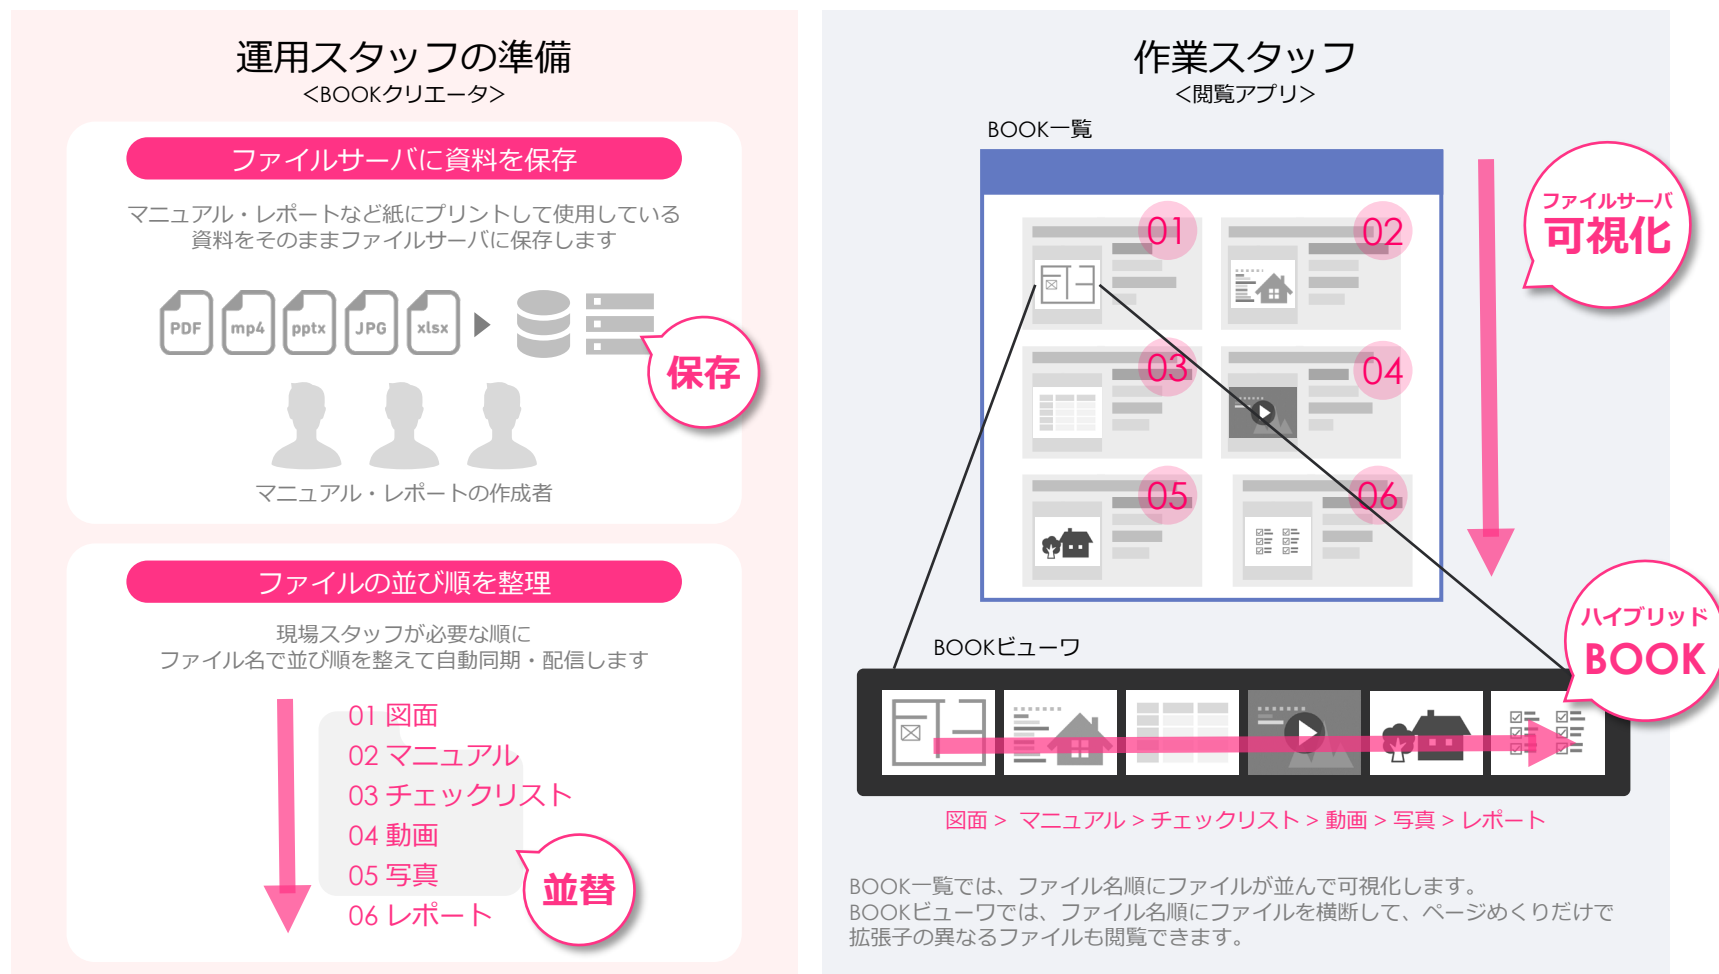 運用スタッフの準備
<BOOKクリエータ>
ファイルサーバに資料を保存
マニュアル・レポートなど紙にプリントして使用している
資料をそのままファイルサーバに保存します
PDF mp4 pptx JPG xlsx
保存
マニュアル・レポートの作成者
ファイルの並び順を整理
現場スタッフが必要な順に
ファイル名で並び順を整えて自動同期・配信します
01 図面
02 マニュアル
03 チェックリスト
04 動画
05 写真
06 レポート
並替
作業スタッフ
<閲覧アプリ>
BOOK一覧
01
02
03
04
05
06
ファイルサーバ
可視化
ハイブリッド
BOOK
BOOKビューワ
図面 > マニュアル > チェックリスト > 動画 > 写真 > レポート
BOOK一覧では、ファイル名順にファイルが並んで可視化します。
BOOKビューワでは、ファイル名順にファイルを横断して、ページめくりだけで
拡張子の異なるファイルも閲覧できます。